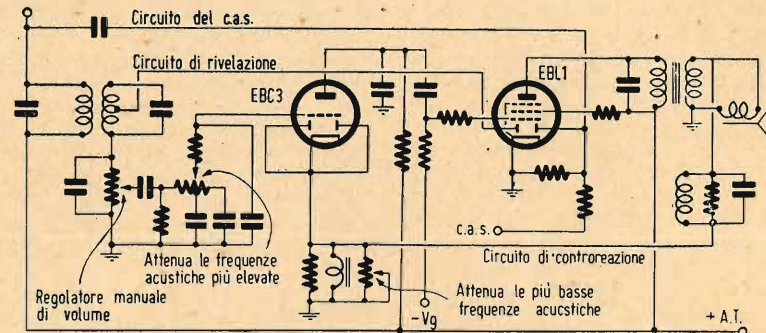 Circuito del c.a.s.
Circuito di rivelazione
EBC3
EBL1
c.a.s.
Attenua le frequenze
acustiche più elevate
Circuito di controreazione
Regolatore manuale
di volume
Attenua le più basse
frequenze acucstiche
-Vg
+ A.T.